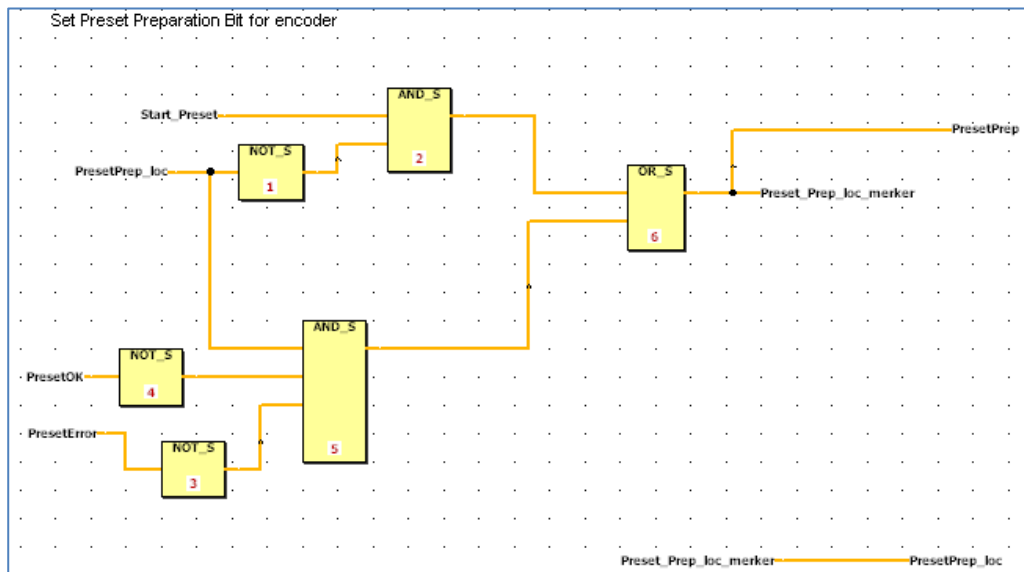 Set Preset Preparation Bit for encoder
AND_S
Start_Preset
PresetPrep
NOT_S
2
PresetPrep_loc
OR_S
1
Preset_Prep_loc_merker
6
AND_S
NOT_S
PresetOK
4
PresetError
NOT_S
5
3
Preset_Prep_loc_merker
PresetPrep_loc